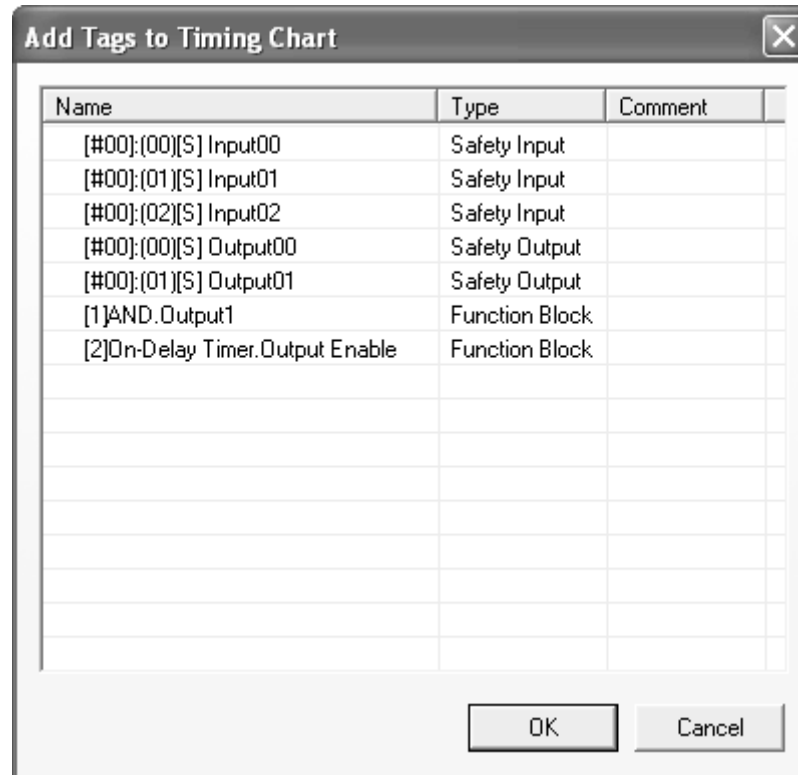 Add Tags to Timing Chart
Name Type Comment
[#00]:(00)[S] Input00 Safety Input
[#00]:(01)[S] Input01 Safety Input
[#00]:(02)[S] Input02 Safety Input
[#00]:(00)[S] Output00 Safety Output
[#00]:(01)[S] Output01 Safety Output
[1]AND.Output1 Function Block
[2]On-Delay Timer.Output Enable Function Block
OK Cancel